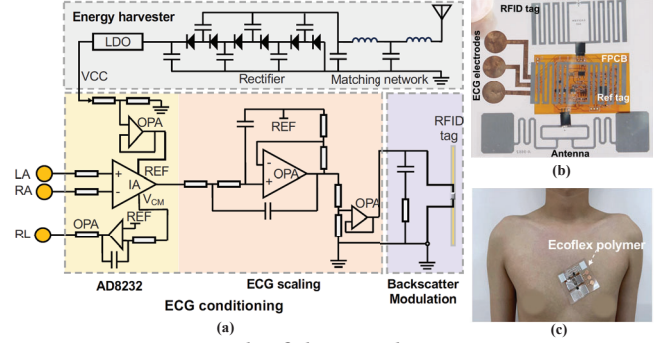 Energy harvester
LDO
Rectifier
Matching network
VCC
OPA
REF
REF
RFID
tag
LA
RA
+
-
IA
REF
VCM
-
+
OPA
OPA
OPA
REF
RL
AD8232
ECG scaling
Backscatter
Modulation
ECG conditioning
(a)
RFID tag
ECG electrodes
FPCB
Ref tag
Antenna
(b)
Ecoflex polymer
(c)